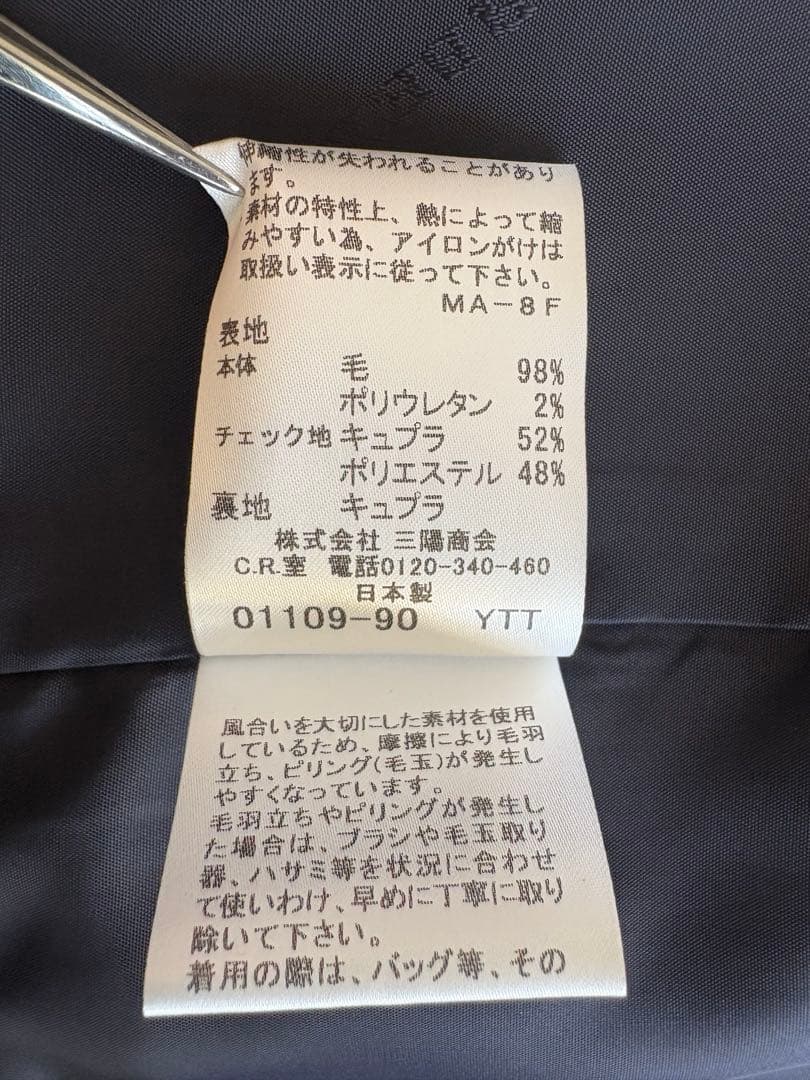 伸縮性が失われることがあり
ます。
素材の特性上、熱によって縮
みやすい為、アイロンがけは
取扱い表示に従って下さい。
MA-8F
表地
本体 毛 98%
ポリウレタン 2%
チェック地 キュプラ 52%
ポリエステル 48%
裏地 キュプラ
株式会社 三陽商会
C.R.室 電話0120-340-460
日本製
01109-90 YTT
風合いを大切にした素材を使用
しているため、摩擦により毛羽
立ち、ピリング(毛玉)が発生し
やすくなっています。
毛羽立ちやピリングが発生し
た場合は、ブラシや毛玉取り
器、ハサミ等を状況に合わせ
て使いわけ、早めに丁寧に取り
除いて下さい。
着用の際は、バッグ等、その